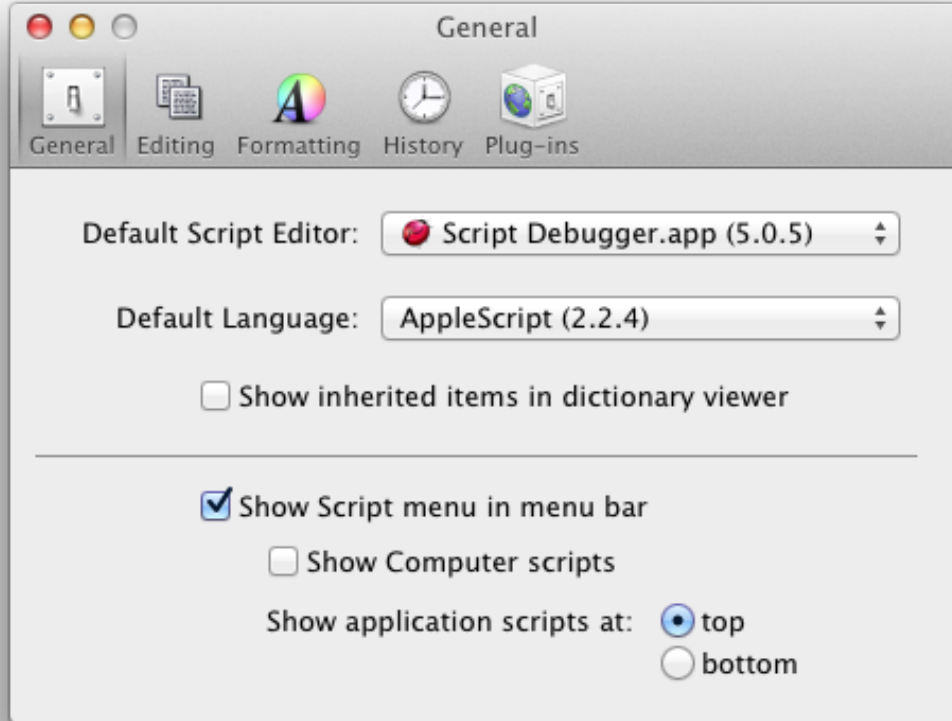 General
General Editing Formatting History Plug-ins
Default Script Editor: Script Debugger.app (5.0.5)
Default Language: AppleScript (2.2.4)
Show inherited items in dictionary viewer
Show Script menu in menu bar
Show Computer scripts
Show application scripts at: top
bottom